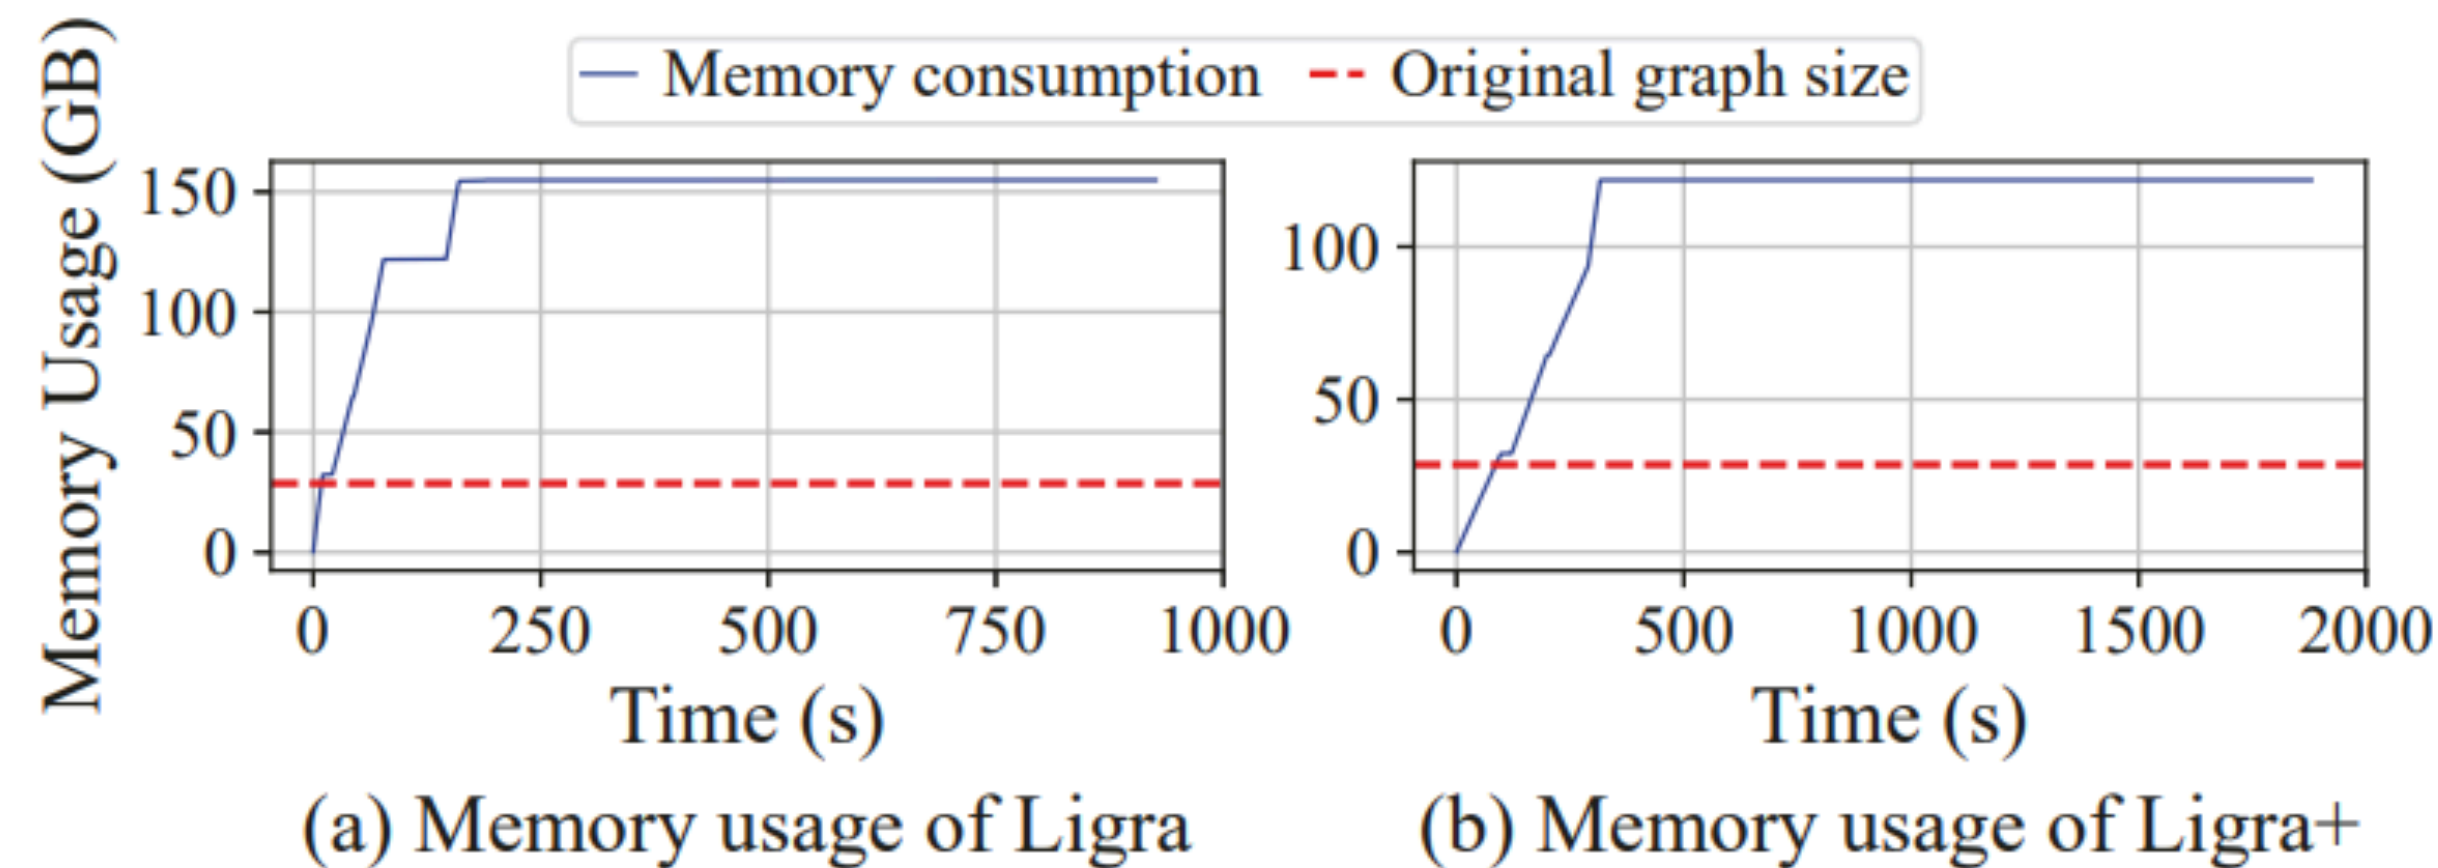 Memory consumption Original graph size
Memory Usage (GB)
150
100
50
0
0 250 500 750 1000
Time (s)
(a) Memory usage of Ligra
100
50
0
0 500 1000 1500 2000
Time (s)
(b) Memory usage of Ligra+